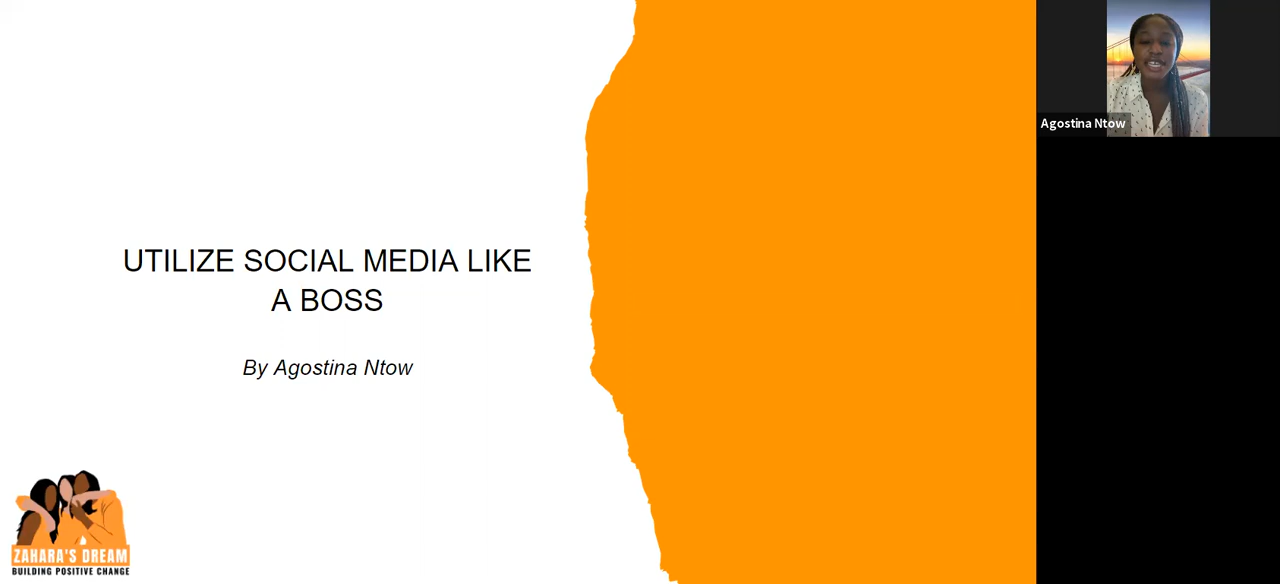 UTILIZE SOCIAL MEDIA LIKE
A BOSS
By Agostina Ntow
ZAHARA'S DREAM
BUILDING POSITIVE CHANGE
Agostina Ntow